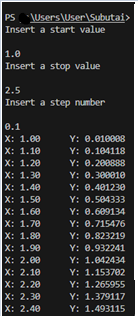 PS \Users\User\Subutai>
Insert a start value
1.0
Insert a stop value
2.5
Insert a step number
0.1
X: 1.00 Y: 0.010008
X: 1.10 Y: 0.104118
X: 1.20 Y: 0.200888
X: 1.30 Y: 0.300010
X: 1.40 Y: 0.401230
X: 1.50 Y: 0.504333
X: 1.60 Y: 0.609134
X: 1.70 Y: 0.715476
X: 1.80 Y: 0.823219
X: 1.90 Y: 0.932241
X: 2.00 Y: 1.042434
X: 2.10 Y: 1.153702
X: 2.20 Y: 1.265955
X: 2.30 Y: 1.379117
X: 2.40 Y: 1.493115